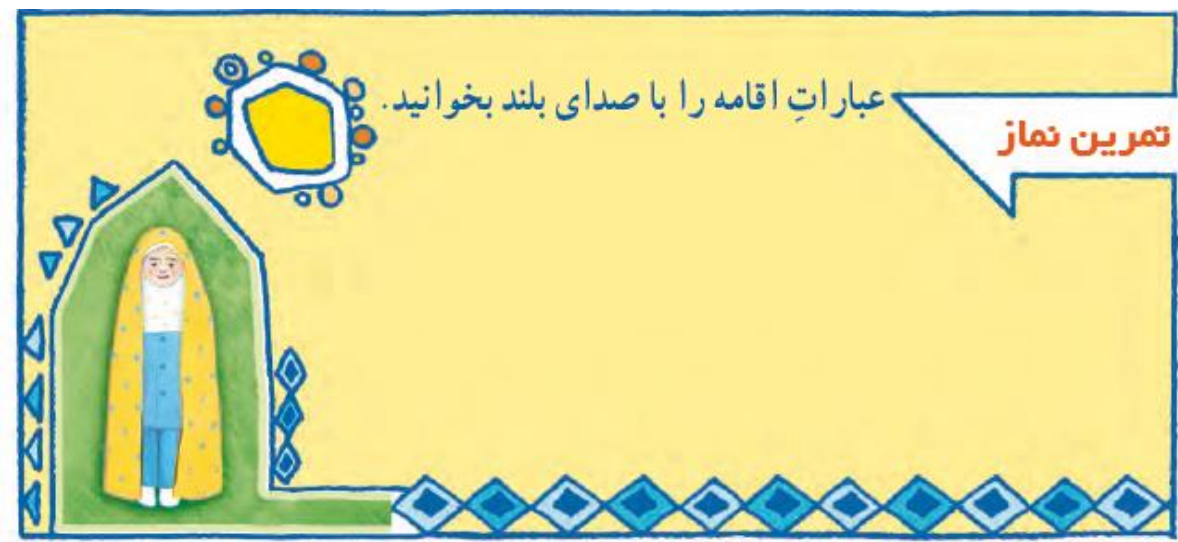 عباراتِ اقامه را با صدای بلند بخوانید.
تمرین نماز